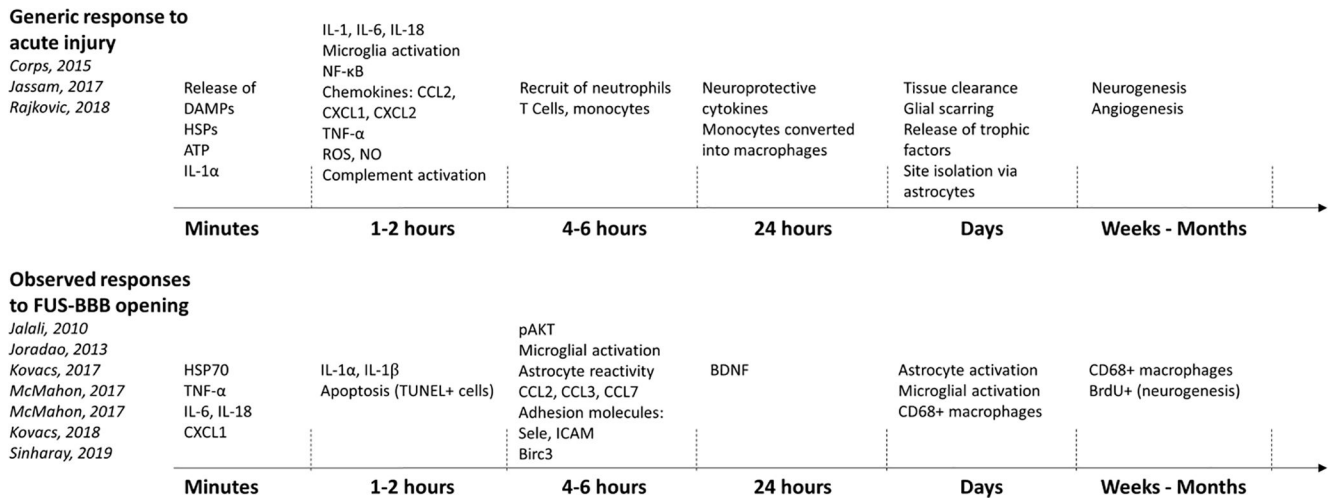 Generic response to
acute injury
Corps, 2015
Jassam, 2017
Rajkovic, 2018
Release of
DAMPs
HSPs
ATP
IL-1α
IL-1, IL-6, IL-18
Microglia activation
NF-κB
Chemokines: CCL2,
CXCL1, CXCL2
TNF-α
ROS, NO
Complement activation
Recruit of neutrophils
T Cells, monocytes
Neuroprotective
cytokines
Monocytes converted
into macrophages
Tissue clearance
Glial scarring
Release of trophic
factors
Site isolation via
astrocytes
Neurogenesis
Angiogenesis
Minutes
1-2 hours
4-6 hours
24 hours
Days
Weeks - Months
Observed responses
to FUS-BBB opening
Jalali, 2010
Joradao, 2013
Kovacs, 2017
McMahon, 2017
McMahon, 2017
Kovacs, 2018
Sinharay, 2019
HSP70
TNF-α
IL-6, IL-18
CXCL1
IL-1α, IL-1β
Apoptosis (TUNEL+ cells)
pAKT
Microglial activation
Astrocyte reactivity
CCL2, CCL3, CCL7
Adhesion molecules:
Sele, ICAM
Birc3
BDNF
Astrocyte activation
Microglial activation
CD68+ macrophages
CD68+ macrophages
BrdU+ (neurogenesis)
Minutes
1-2 hours
4-6 hours
24 hours
Days
Weeks - Months